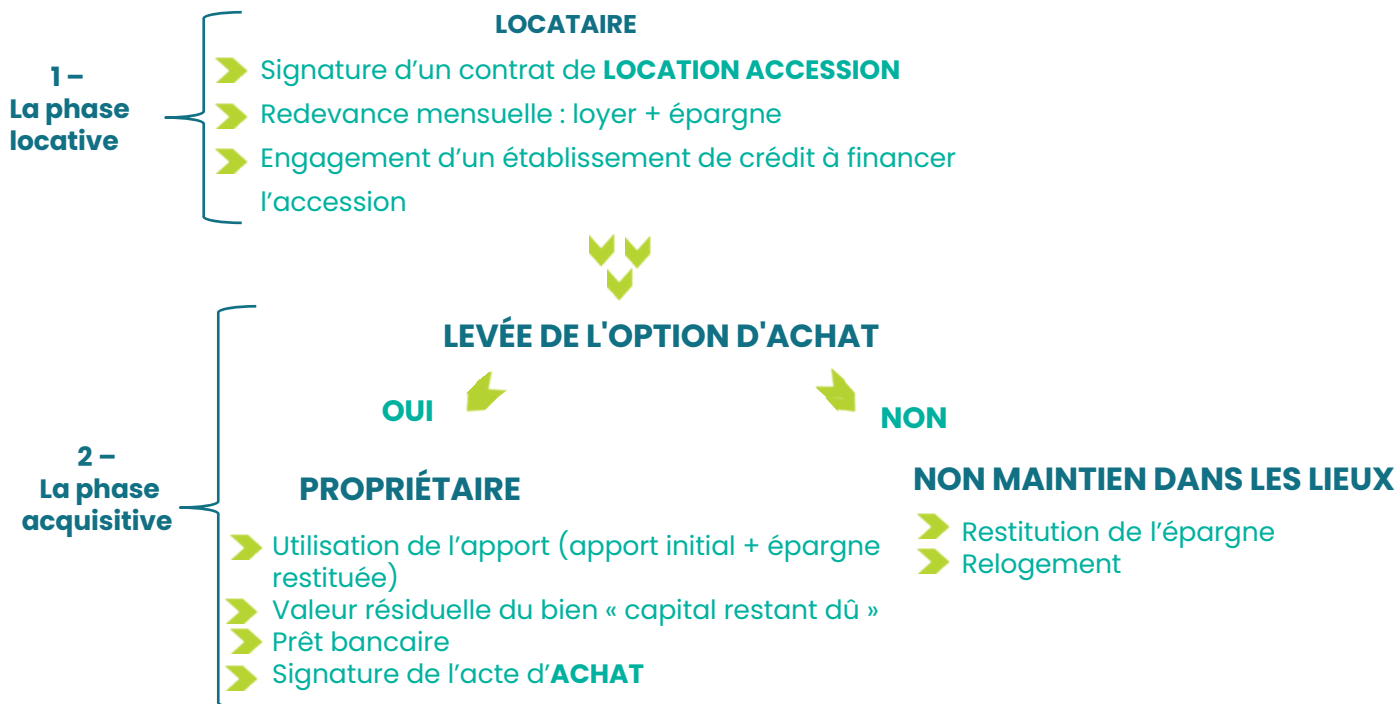 1 –
La phase
locative
LOCATAIRE
Signature d’un contrat de LOCATION ACCESSION
Redevance mensuelle : loyer + épargne
Engagement d’un établissement de crédit à financer
l’accession
2 –
La phase
acquisitive
LEVÉE DE L'OPTION D'ACHAT
OUI
NON
PROPRIÉTAIRE
Utilisation de l’apport (apport initial + épargne
restituée)
Valeur résiduelle du bien « capital restant dû »
Prêt bancaire
Signature de l’acte d’ACHAT
NON MAINTIEN DANS LES LIEUX
Restitution de l’épargne
Relogement